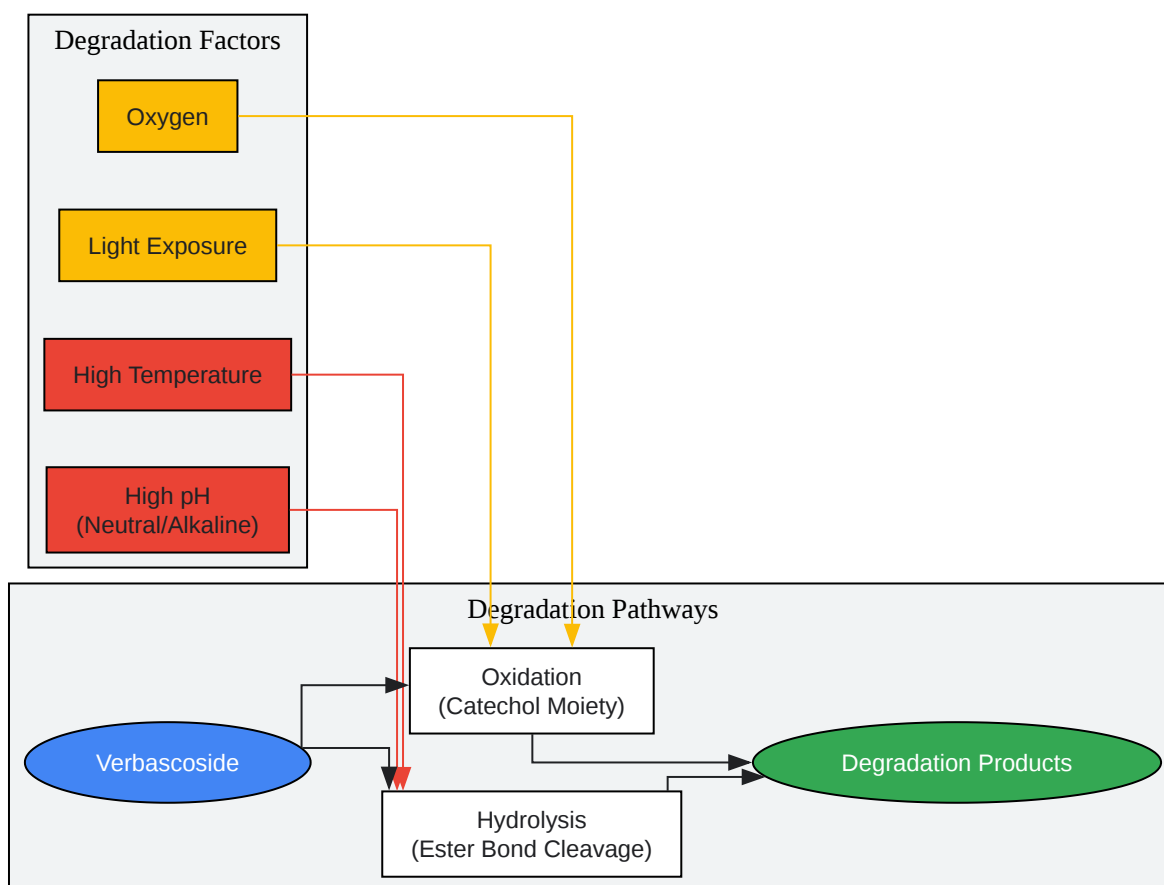 Degradation Factors
Oxygen
Light Exposure
High Temperature
High pH
(Neutral/Alkaline)
Degradation Pathways
Oxidation
(Catechol Moiety)
Verbascoside
Degradation Products
Hydrolysis
(Ester Bond Cleavage)